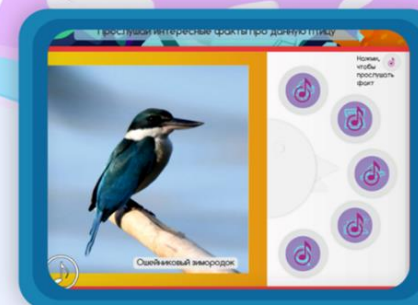 Прослушай интересные факты про данную птицу
Нажми,
чтобы
прослушать
факт
Ошейниковый зимородок